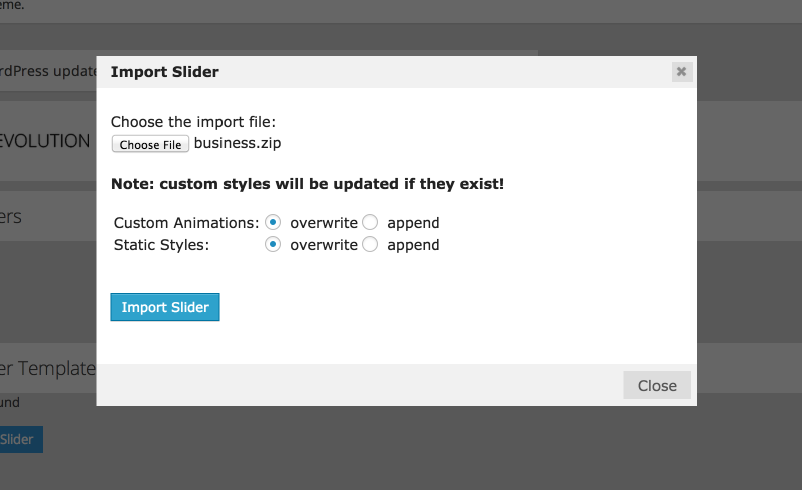 eme.
rdPress update
EVOLUTION
ers
er Template
und
Slider
Import Slider
Choose the import file:
Choose File business.zip
Note: custom styles will be updated if they exist!
Custom Animations: overwrite append
Static Styles: overwrite append
Import Slider
Close